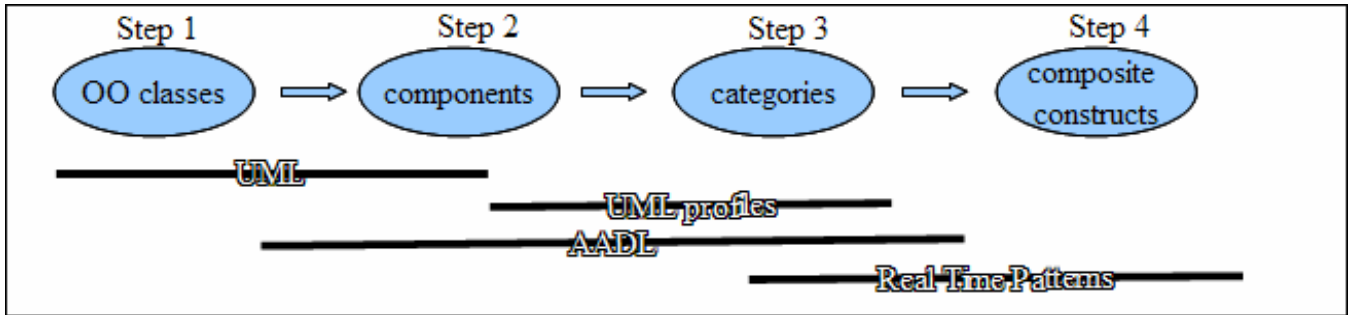 Step 1 Step 2 Step 3 Step 4
OO classes components categories composite
constructs
UML
UML profiles
AADL
Real Time Patterns